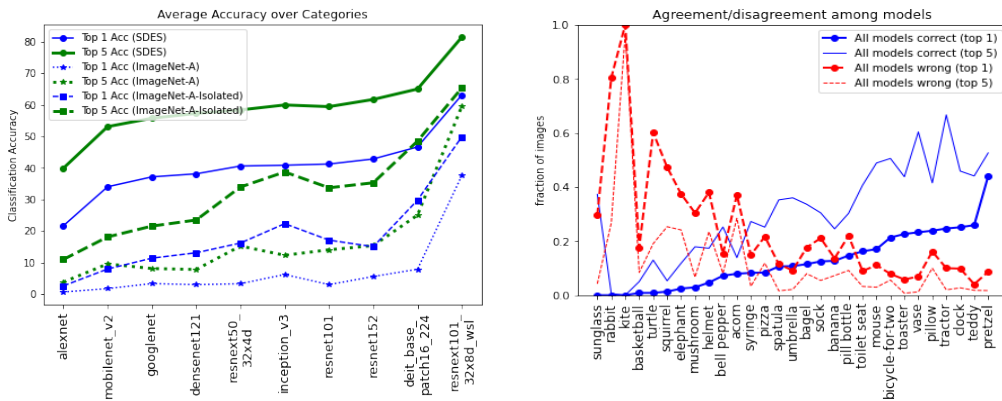 Average Accuracy over Categories
Classification Accuracy
80
70
60
50
40
30
20
10
0
Top 1 Acc (SDES)
Top 5 Acc (SDES)
Top 1 Acc (ImageNet-A)
Top 5 Acc (ImageNet-A)
Top 1 Acc (ImageNet-A-Isolated)
Top 5 Acc (ImageNet-A-Isolated)
alexnet
mobilenet_v2
googlenet
densenet121
resnext50_
32x4d
inception_v3
resnet101
resnet152
deit_base_
patch16_224
resnext101_
32x8d_wsl
Agreement/disagreement among models
fraction of images
1.0
0.8
0.6
0.4
0.2
0.0
All models correct (top 1)
All models correct (top 5)
All models wrong (top 1)
All models wrong (top 5)
sunglass
rabbit
kite
basketball
turtle
squirrel
elephant
mushroom
helmet
bell pepper
acorn
syringe
pizza
spatula
umbrella
bagel
sock
banana
pill bottle
toilet seat
mouse
bicycle-for-two
toaster
vase
pillow
tractor
clock
teddy
pretzel